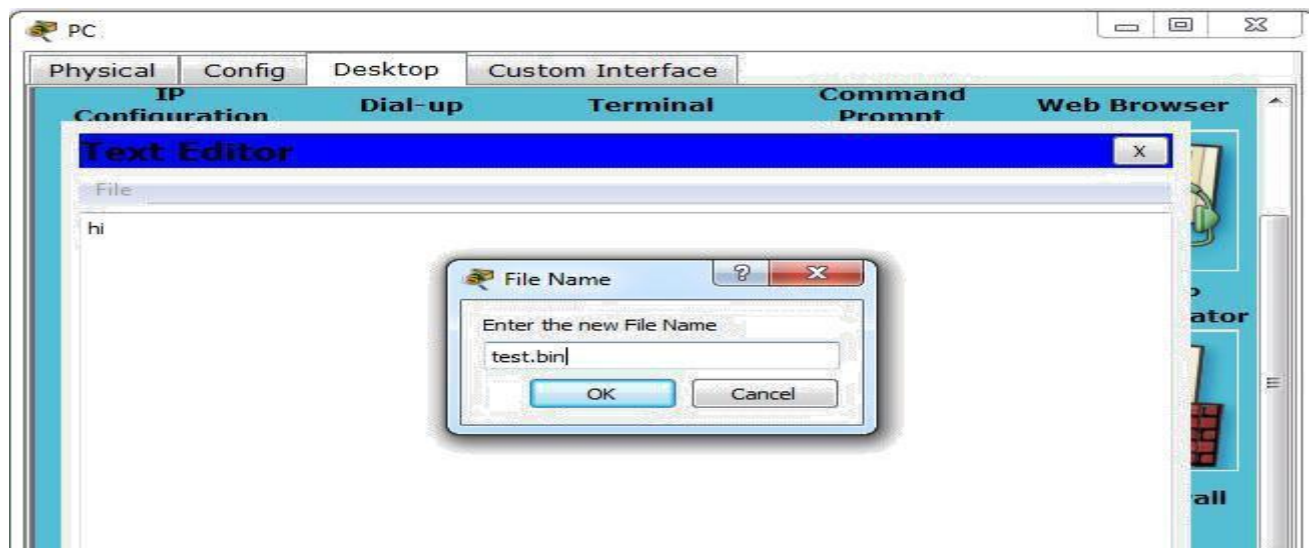 PC
Physical Config Desktop Custom Interface
IP Configuration Dial-up Terminal Command Prompt Web Browser
Text Editor X
File
hi
File Name
Enter the new File Name
test.bin
OK Cancel
ator
all